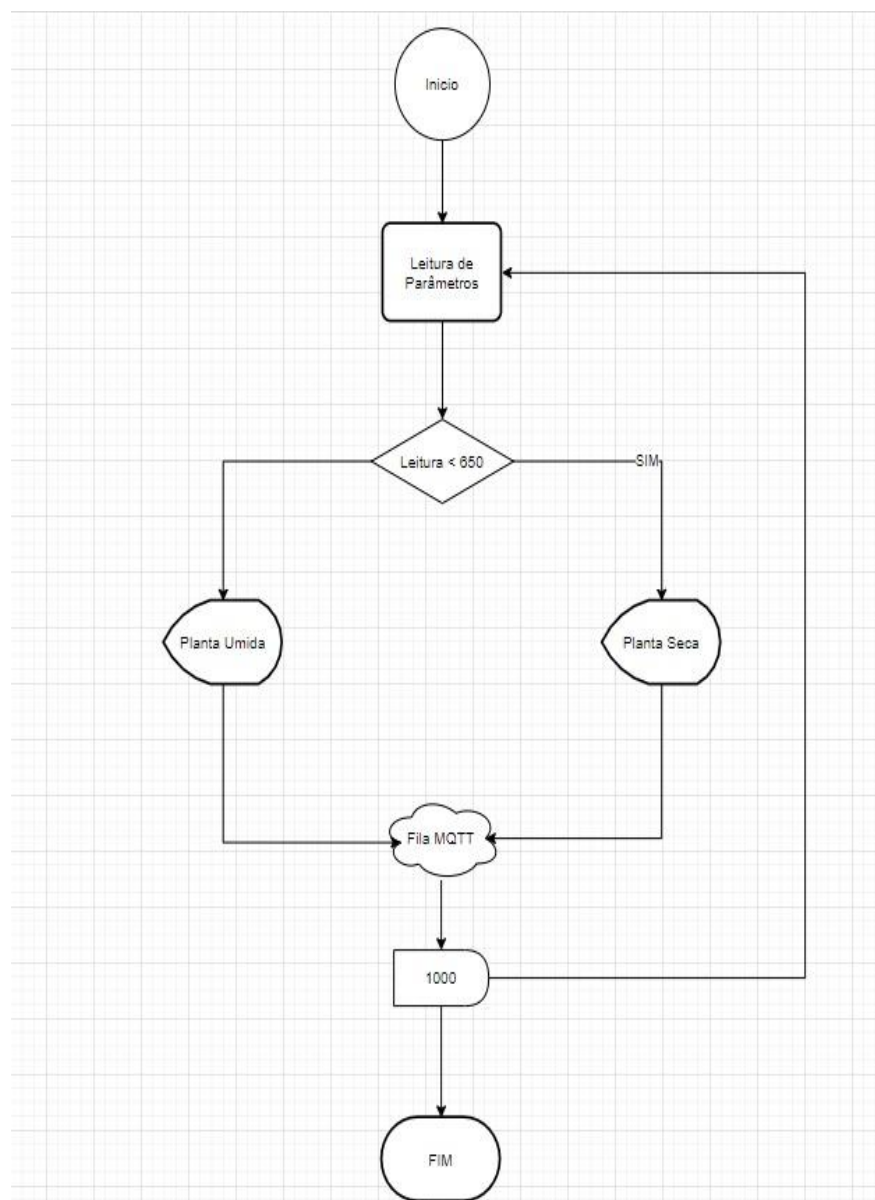 Inicio
Leitura de
Parâmetros
Leitura < 650
SIM
Planta Umida
Planta Seca
Fila MQTT
1000
FIM